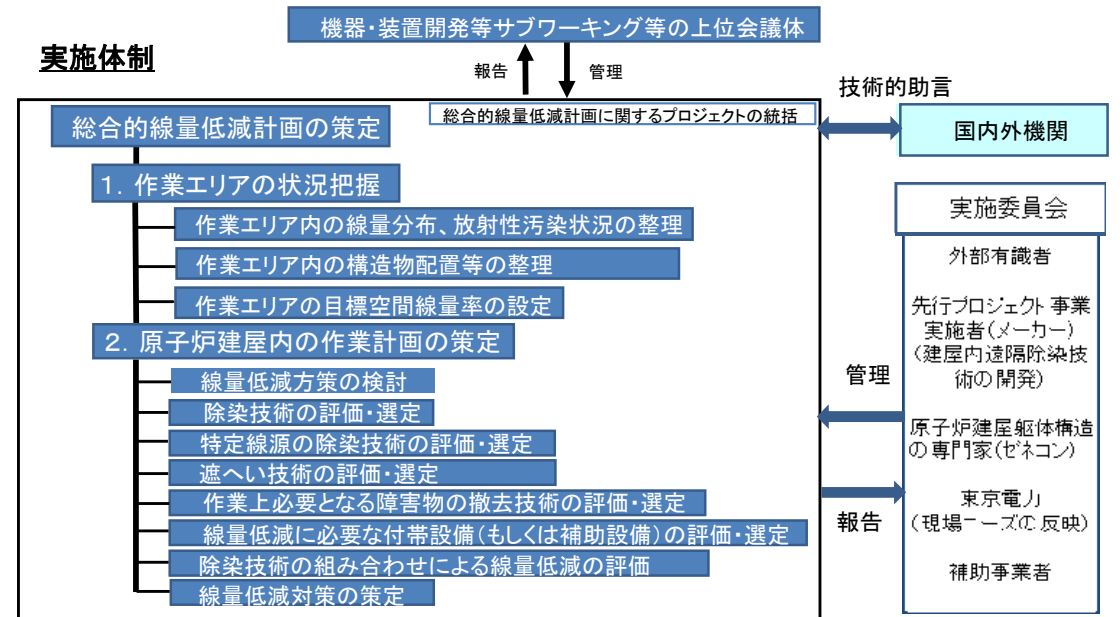 機器・装置開発等サブワーキング等の上位会議体
実施体制
報告
管理
技術的助言
総合的線量低減計画に関するプロジェクトの統括
国内外機関
総合的線量低減計画の策定
1．作業エリアの状況把握
作業エリア内の線量分布、放射性汚染状況の整理
作業エリア内の構造物配置等の整理
作業エリアの目標空間線量率の設定
2．原子炉建屋内の作業計画の策定
線量低減方策の検討
除染技術の評価・選定
特定線源の除染技術の評価・選定
遮へい技術の評価・選定
作業上必要となる障害物の撤去技術の評価・選定
線量低減に必要な付帯設備（もしくは補助設備）の評価・選定
除染技術の組み合わせによる線量低減の評価
線量低減対策の策定
管理
報告
実施委員会
外部有識者
先行プロジェクト事業
実施者（メーカー）
（建屋内遠隔除染技
術の開発）
原子炉建屋躯体構造
の専門家（ゼネコン）
東京電力
（現場ニーズの反映）
補助事業者